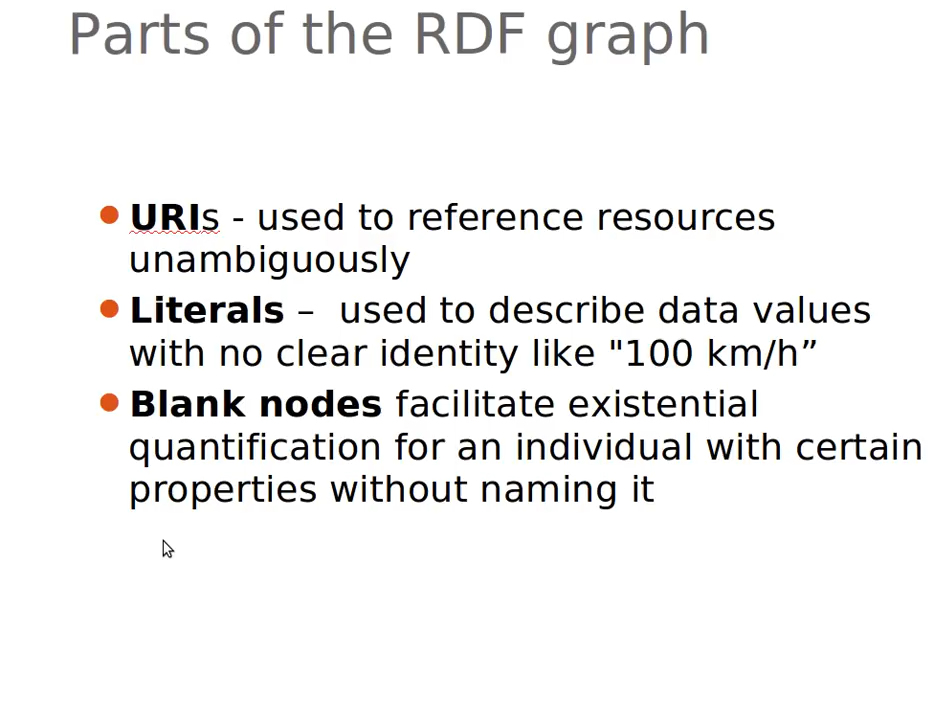 Parts of the RDF graph
URIs - used to reference resources
unambiguously
Literals –  used to describe data values
with no clear identity like "100 km/h”
Blank nodes facilitate existential
quantification for an individual with certain
properties without naming it